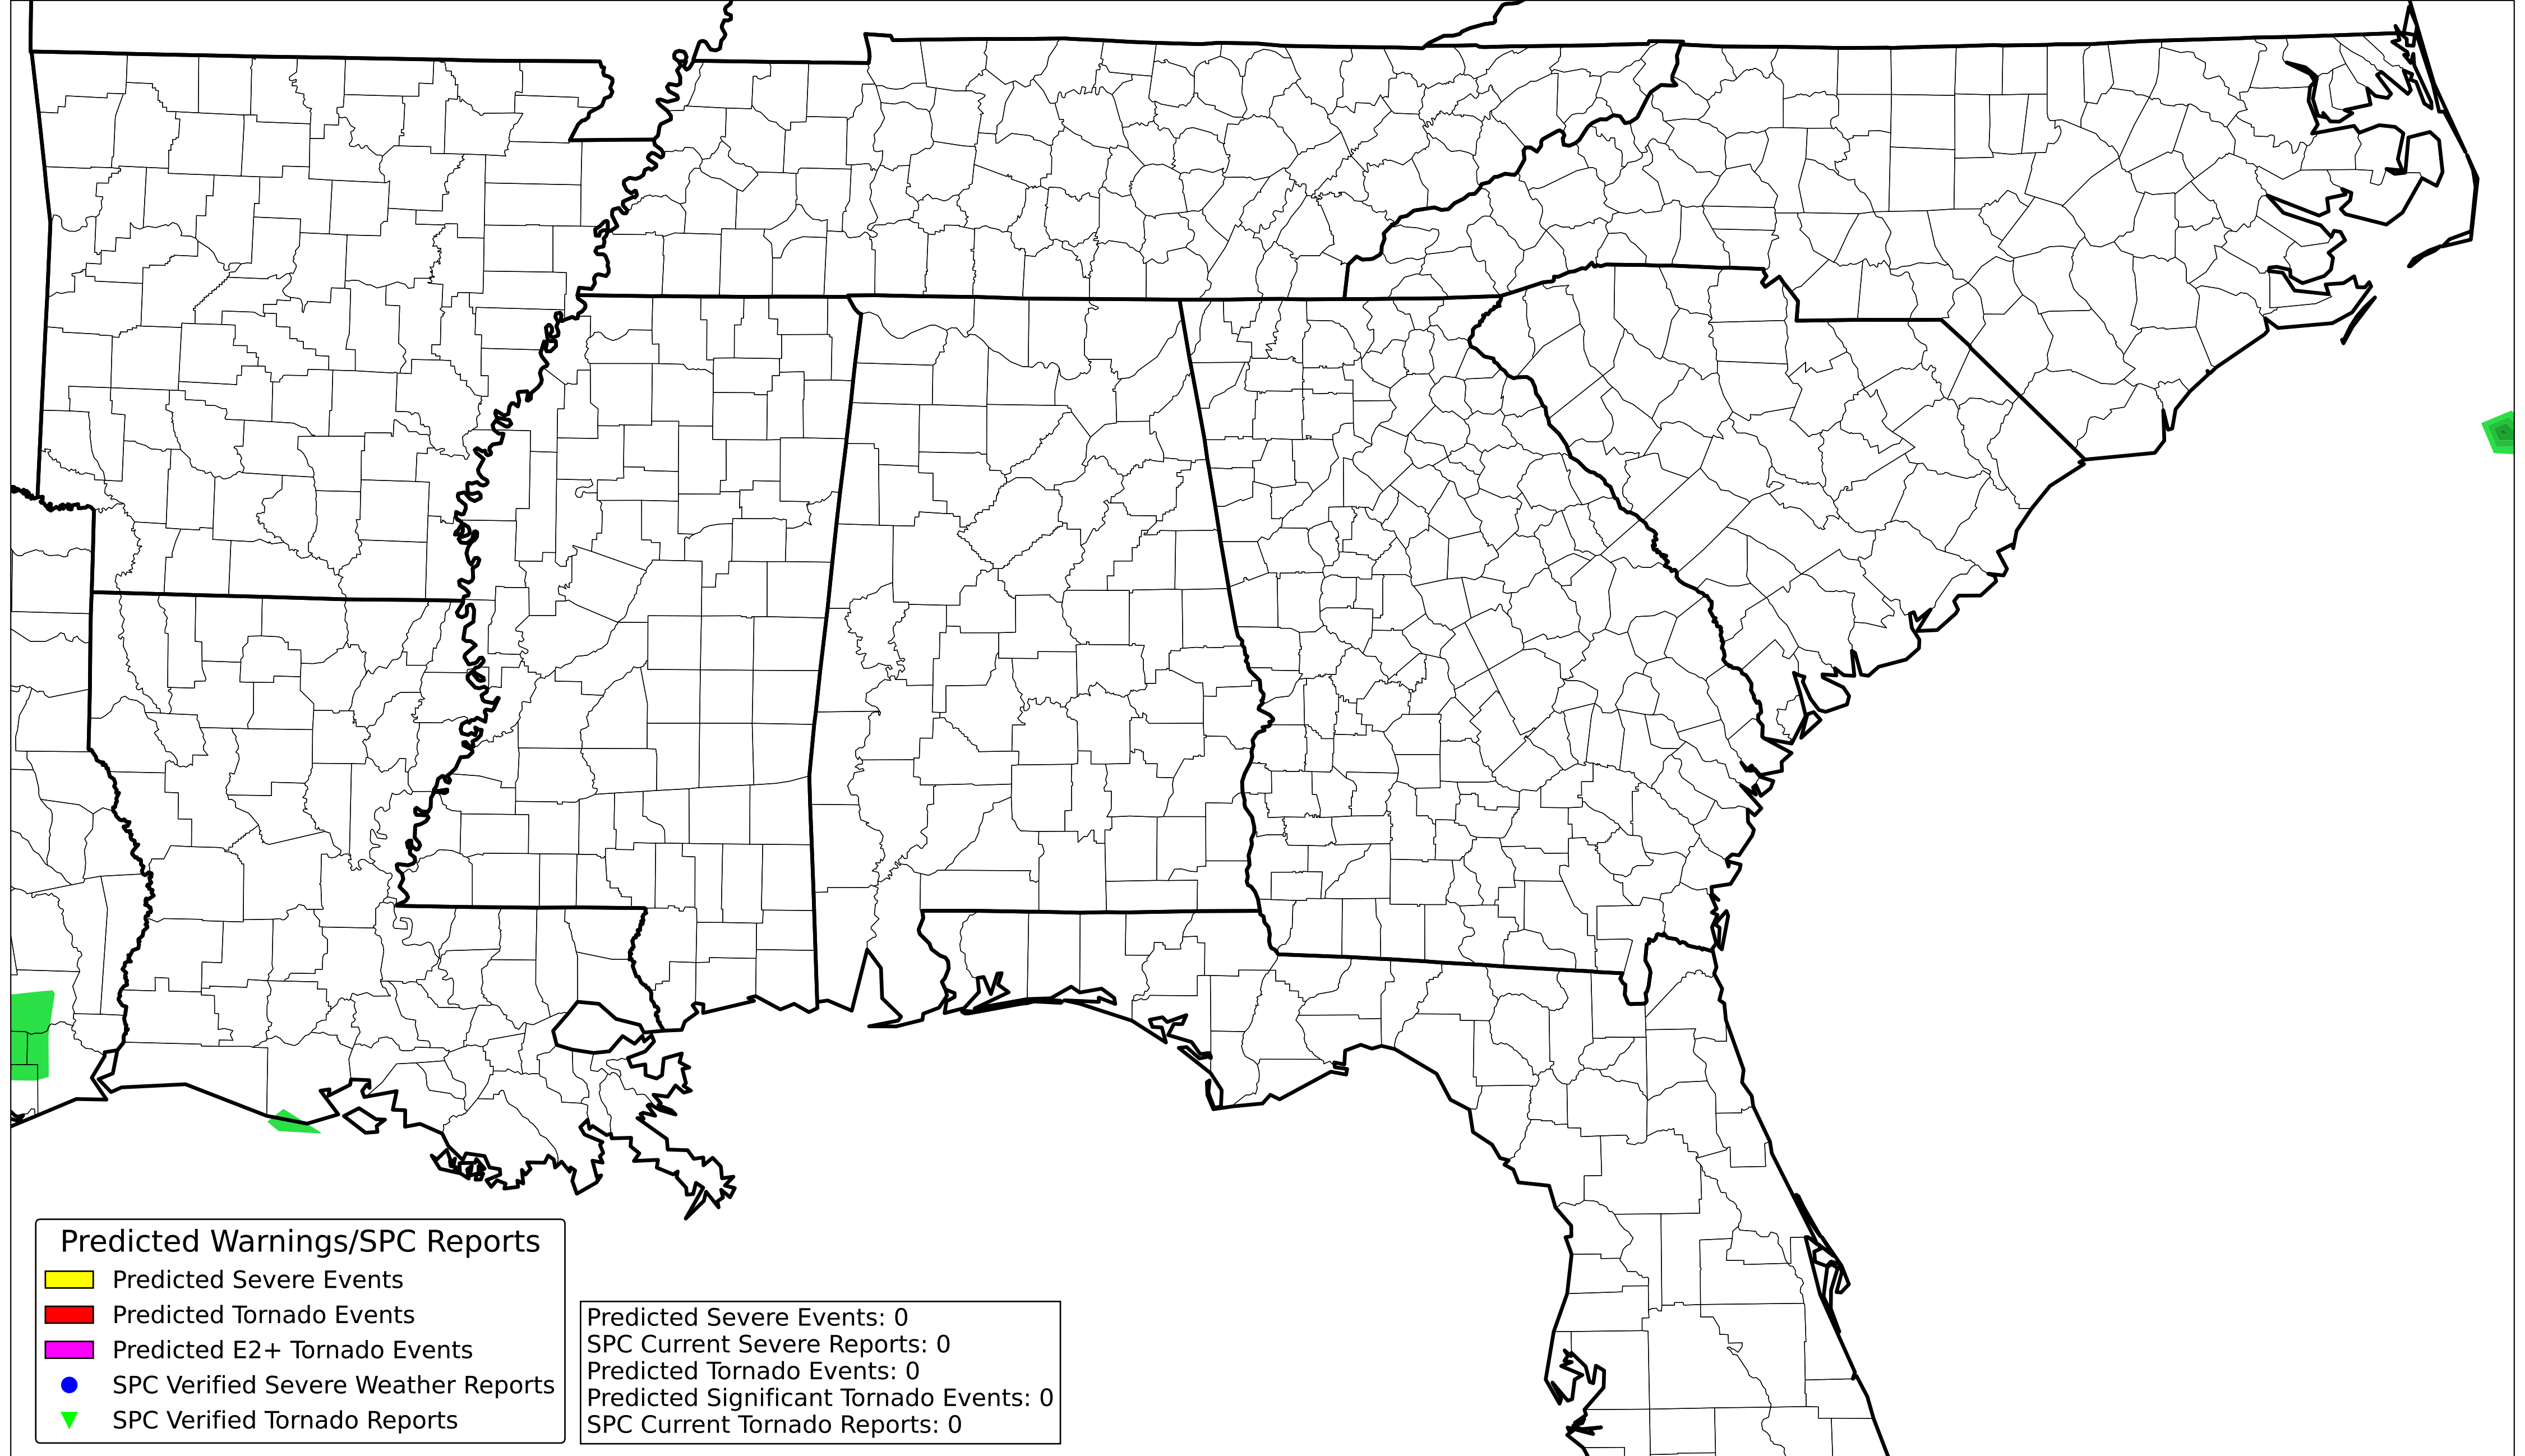 Predicted Warnings/SPC Reports
Predicted Severe Events
Predicted Tornado Events
Predicted E2+ Tornado Events
SPC Verified Severe Weather Reports
SPC Verified Tornado Reports
Predicted Severe Events: 0
SPC Current Severe Reports: 0
Predicted Tornado Events: 0
Predicted Significant Tornado Events: 0
SPC Current Tornado Reports: 0